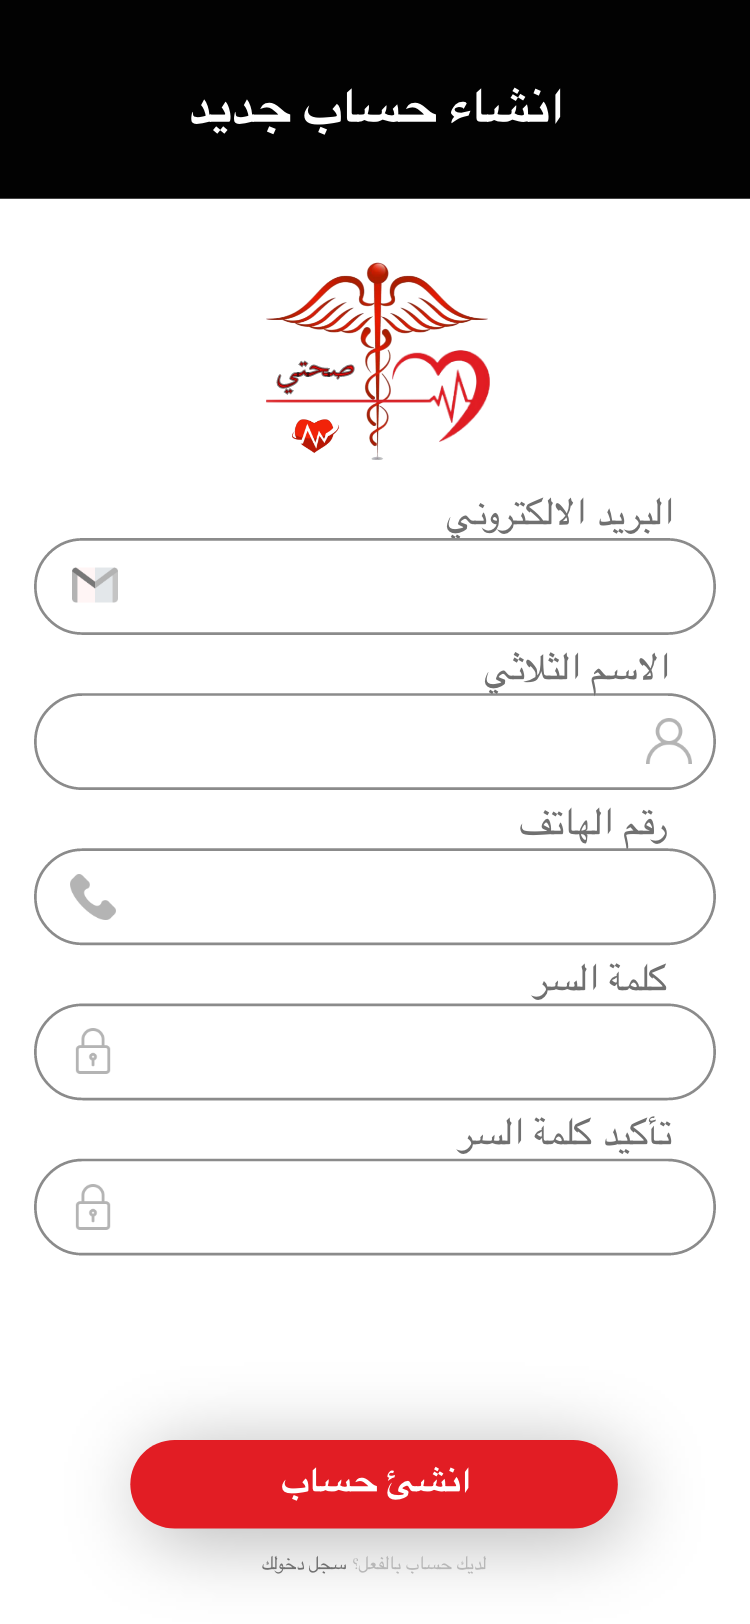 انشاء حساب جديد
صحتي
البريد الالكتروني
الاسم الثلاثي
رقم الهاتف
كلمة السر
تأكيد كلمة السر
انشئ حساب
لديك حساب بالفعل؟ سجل دخولك